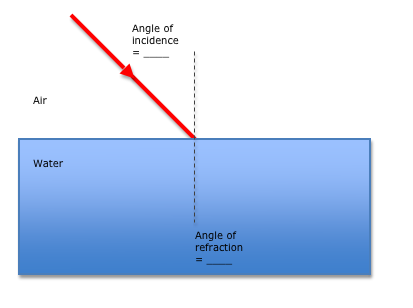 Angle of
incidence
= _____
Air
Water
Angle of
refraction
= _____